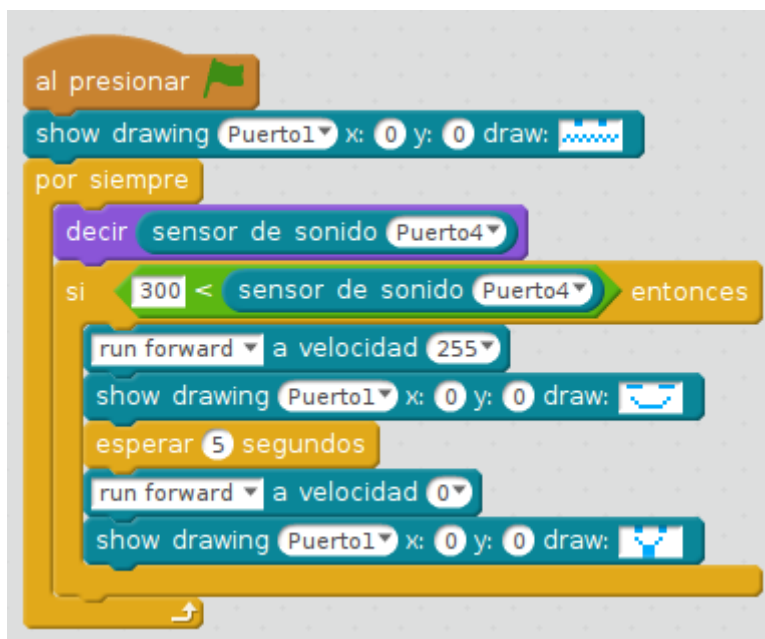 al presionar
show drawing Puerto1 x: 0 y: 0 draw:
por siempre
decir sensor de sonido Puerto4
si 300 < sensor de sonido Puerto4 entonces
run forward a velocidad 255
show drawing Puerto1 x: 0 y: 0 draw:
esperar 5 segundos
run forward a velocidad 0
show drawing Puerto1 x: 0 y: 0 draw: